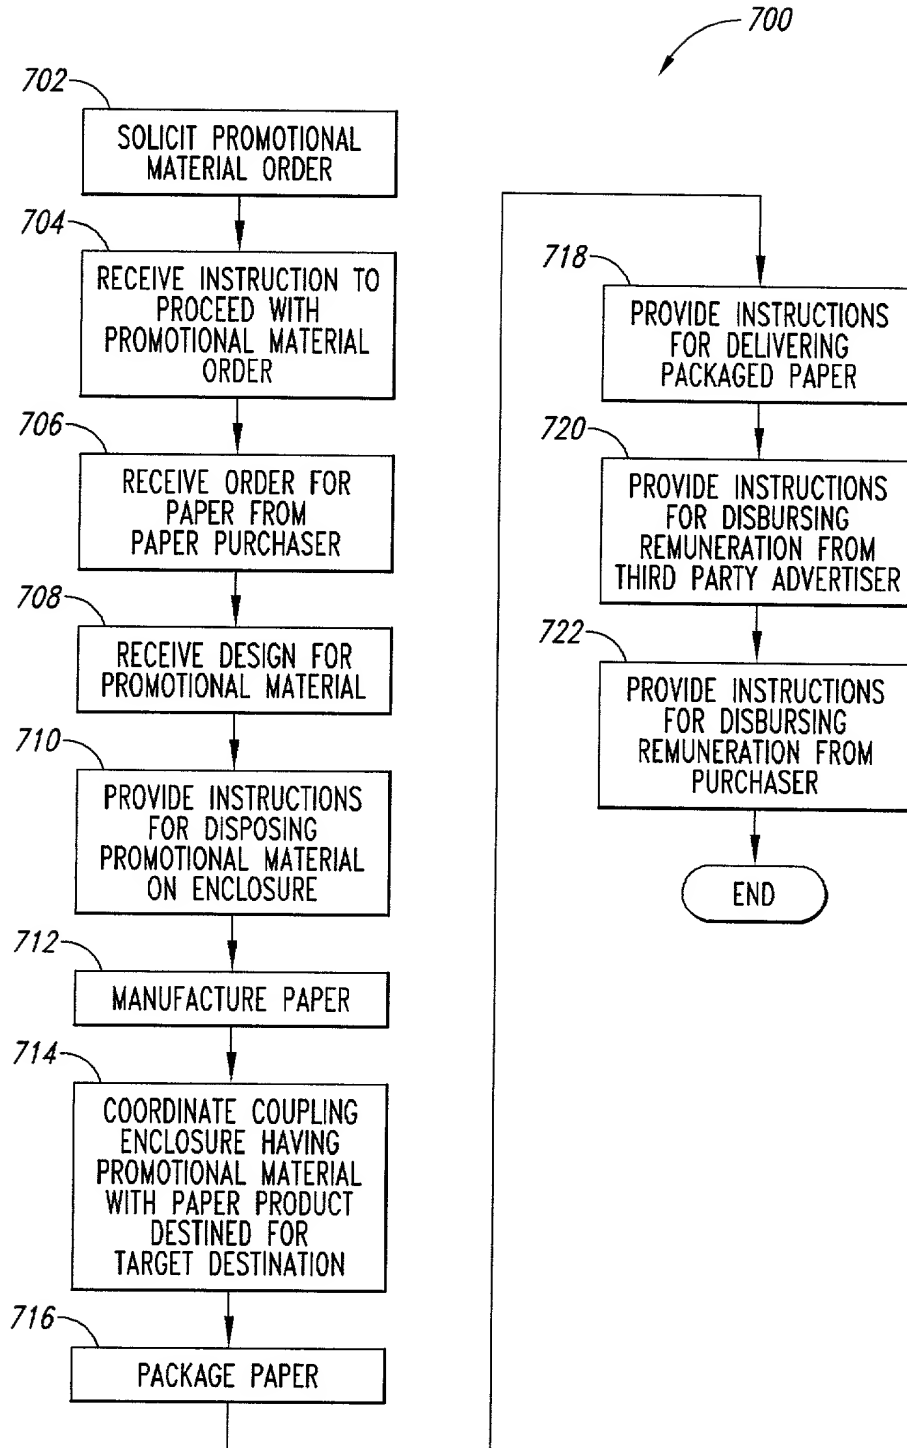 700
702
SOLICIT PROMOTIONAL
MATERIAL ORDER
704
RECEIVE INSTRUCTION TO
PROCEED WITH
PROMOTIONAL MATERIAL
ORDER
706
RECEIVE ORDER FOR
PAPER FROM
PAPER PURCHASER
708
RECEIVE DESIGN FOR
PROMOTIONAL MATERIAL
710
PROVIDE INSTRUCTIONS
FOR DISPOSING
PROMOTIONAL MATERIAL
ON ENCLOSURE
712
MANUFACTURE PAPER
714
COORDINATE COUPLING
ENCLOSURE HAVING
PROMOTIONAL MATERIAL
WITH PAPER PRODUCT
DESTINED FOR
TARGET DESTINATION
716
PACKAGE PAPER
718
PROVIDE INSTRUCTIONS
FOR DELIVERING
PACKAGED PAPER
720
PROVIDE INSTRUCTIONS
FOR DISBURSING
REMUNERATION FROM
THIRD PARTY ADVERTISER
722
PROVIDE INSTRUCTIONS
FOR DISBURSING
REMUNERATION FROM
PURCHASER
END